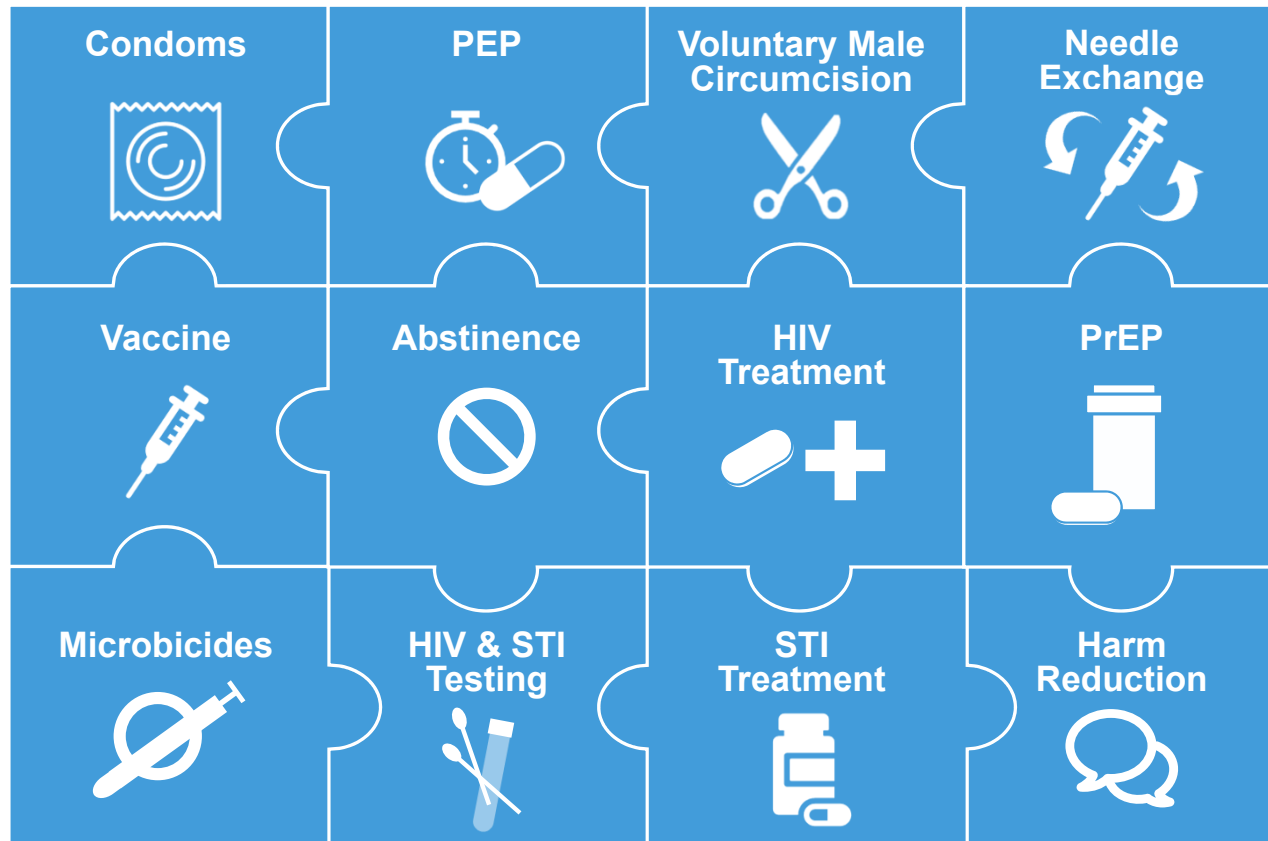 Condoms
PEP
Voluntary Male
Circumcision
Needle
Exchange
Vaccine
Abstinence
HIV
Treatment
PrEP
Microbicides
HIV & STI
Testing
STI
Treatment
Harm
Reduction